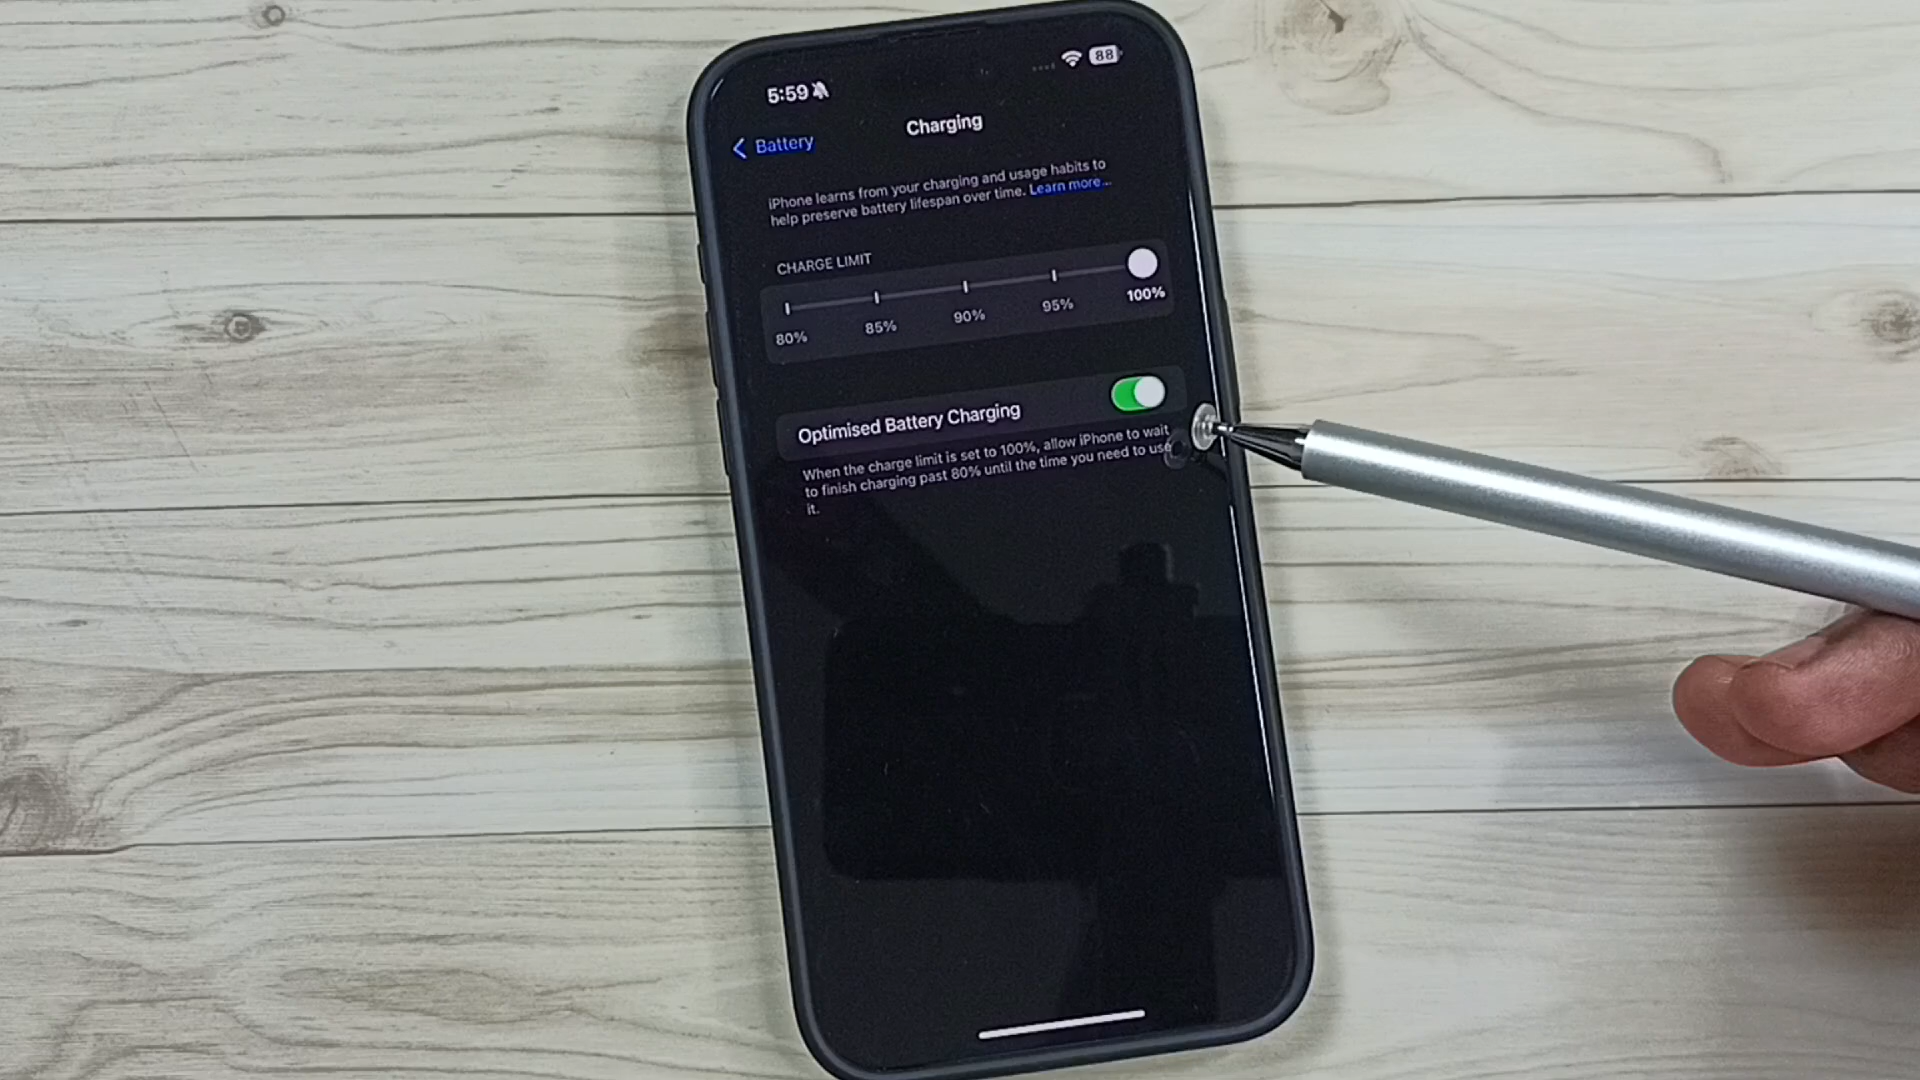 5:59
88
Battery
Charging
iPhone learns from your charging and usage habits to
help preserve battery lifespan over time. Learn more...
CHARGE LIMIT
80%
85%
90%
95%
100%
Optimised Battery Charging
When the charge limit is set to 100%, allow iPhone to wait
to finish charging past 80% until the time you need to use
it.